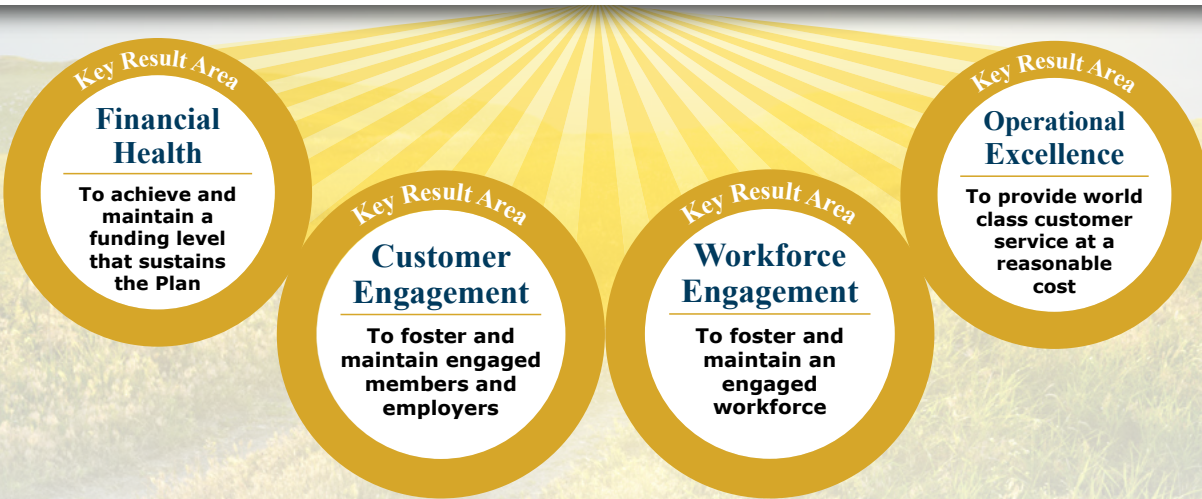 Key Result Area
Financial
Health
To achieve and
maintain a
funding level
that sustains
the Plan
Key Result Area
Customer
Engagement
To foster and
maintain engaged
members and
employers
Key Result Area
Workforce
Engagement
To foster and
maintain an
engaged
workforce
Key Result Area
Operational
Excellence
To provide world
class customer
service at a
reasonable
cost